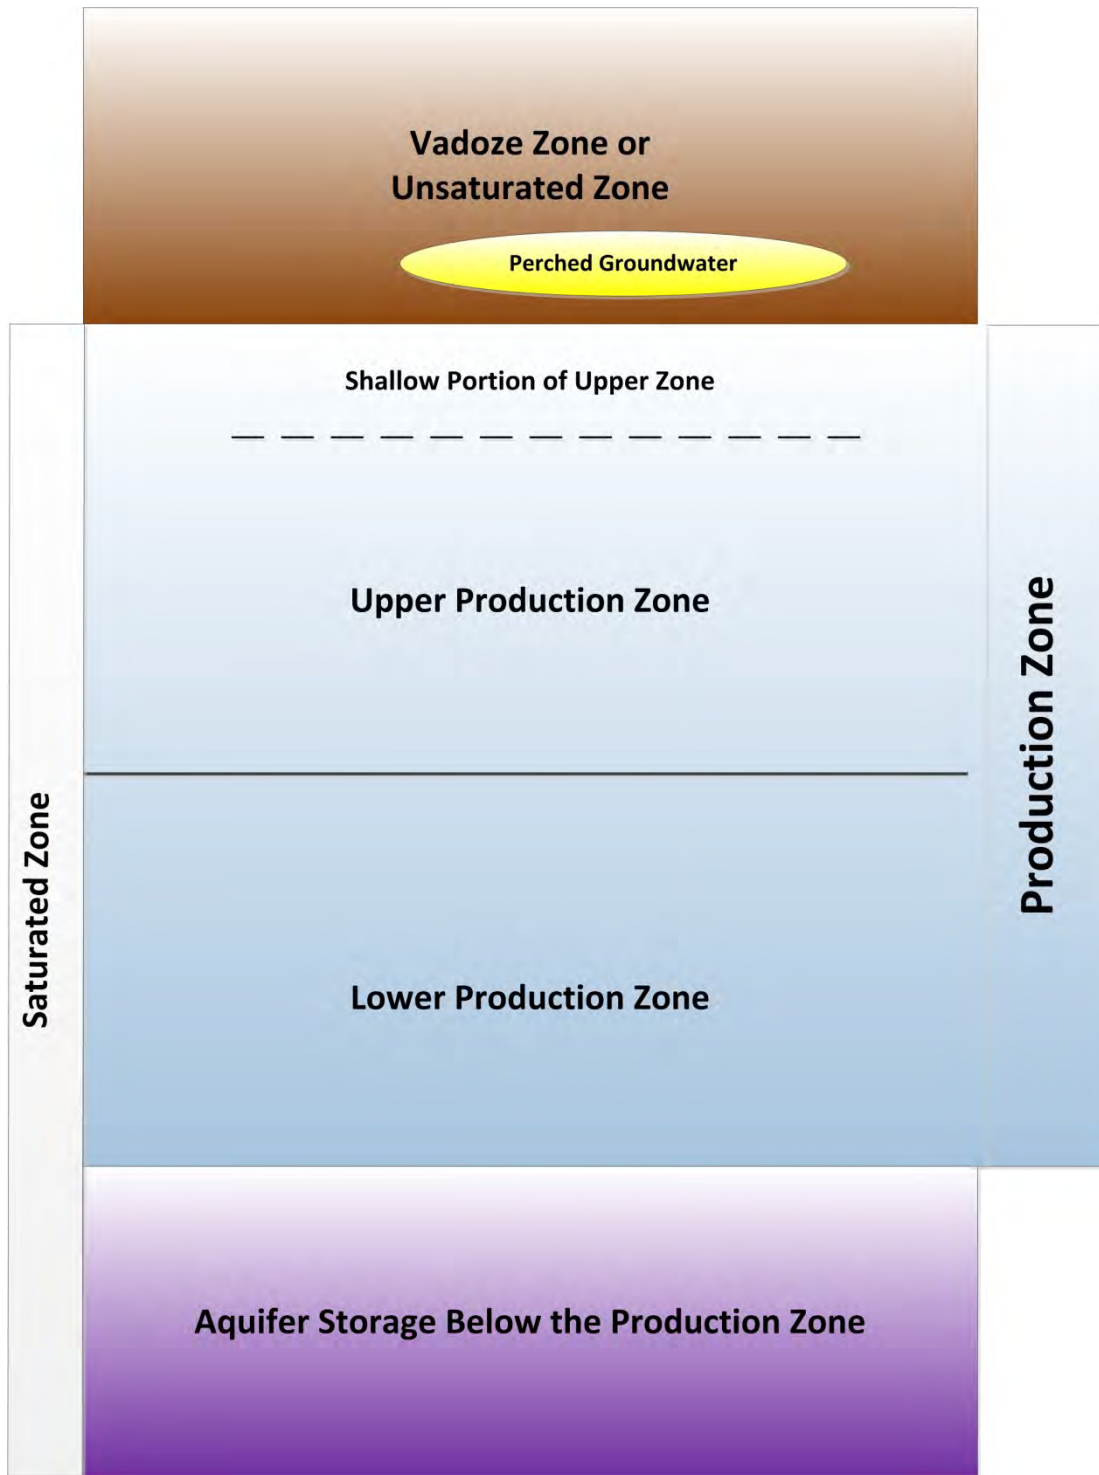 Vadoze Zone or
Unsaturated Zone
Perched Groundwater
Shallow Portion of Upper Zone
Upper Production Zone
Production Zone
Saturated Zone
Lower Production Zone
Aquifer Storage Below the Production Zone